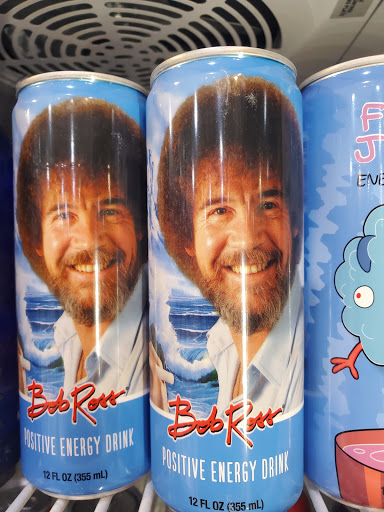 Bob Ross
POSITIVE ENERGY DRINK
12 FL OZ (355 mL)
Bob Ross
POSITIVE ENERGY DRINK
12 FL OZ (355 mL)
F
J
ENE